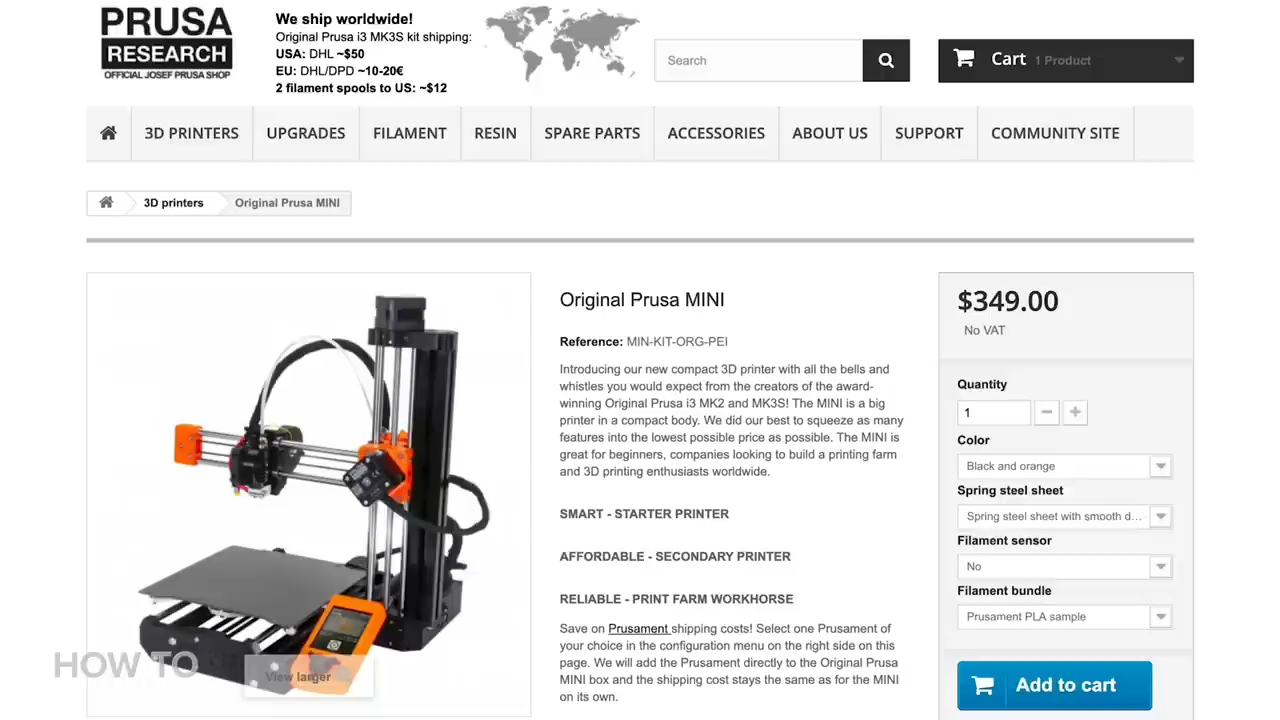 PRUSA
RESEARCH
OFFICIAL JOSEF PRUSA SHOP
We ship worldwide!
Original Prusa i3 MK3S kit shipping:
USA: DHL ~$50
EU: DHL/DPD ~10-20€
2 filament spools to US: ~$12
Search
Cart 1 Product
3D PRINTERS UPGRADES FILAMENT RESIN SPARE PARTS ACCESSORIES ABOUT US SUPPORT COMMUNITY SITE
3D printers Original Prusa MINI
Original Prusa MINI
Reference: MIN-KIT-ORG-PEI
Introducing our new compact 3D printer with all the bells and
whistles you would expect from the creators of the award-
winning Original Prusa i3 MK2 and MK3S! The MINI is a big
printer in a compact body. We did our best to squeeze as many
features into the lowest possible price as possible. The MINI is
great for beginners, companies looking to build a printing farm
and 3D printing enthusiasts worldwide.
SMART - STARTER PRINTER
AFFORDABLE - SECONDARY PRINTER
RELIABLE - PRINT FARM WORKHORSE
Save on Prusament shipping costs! Select one Prusament of
your choice in the configuration menu on the right side on this
page. We will add the Prusament directly to the Original Prusa
MINI box and the shipping cost stays the same as for the MINI
on its own.
$349.00
No VAT
Quantity
1
Color
Black and orange
Spring steel sheet
Spring steel sheet with smooth d...
Filament sensor
No
Filament bundle
Prusament PLA sample
Add to cart
View larger
HOW TO